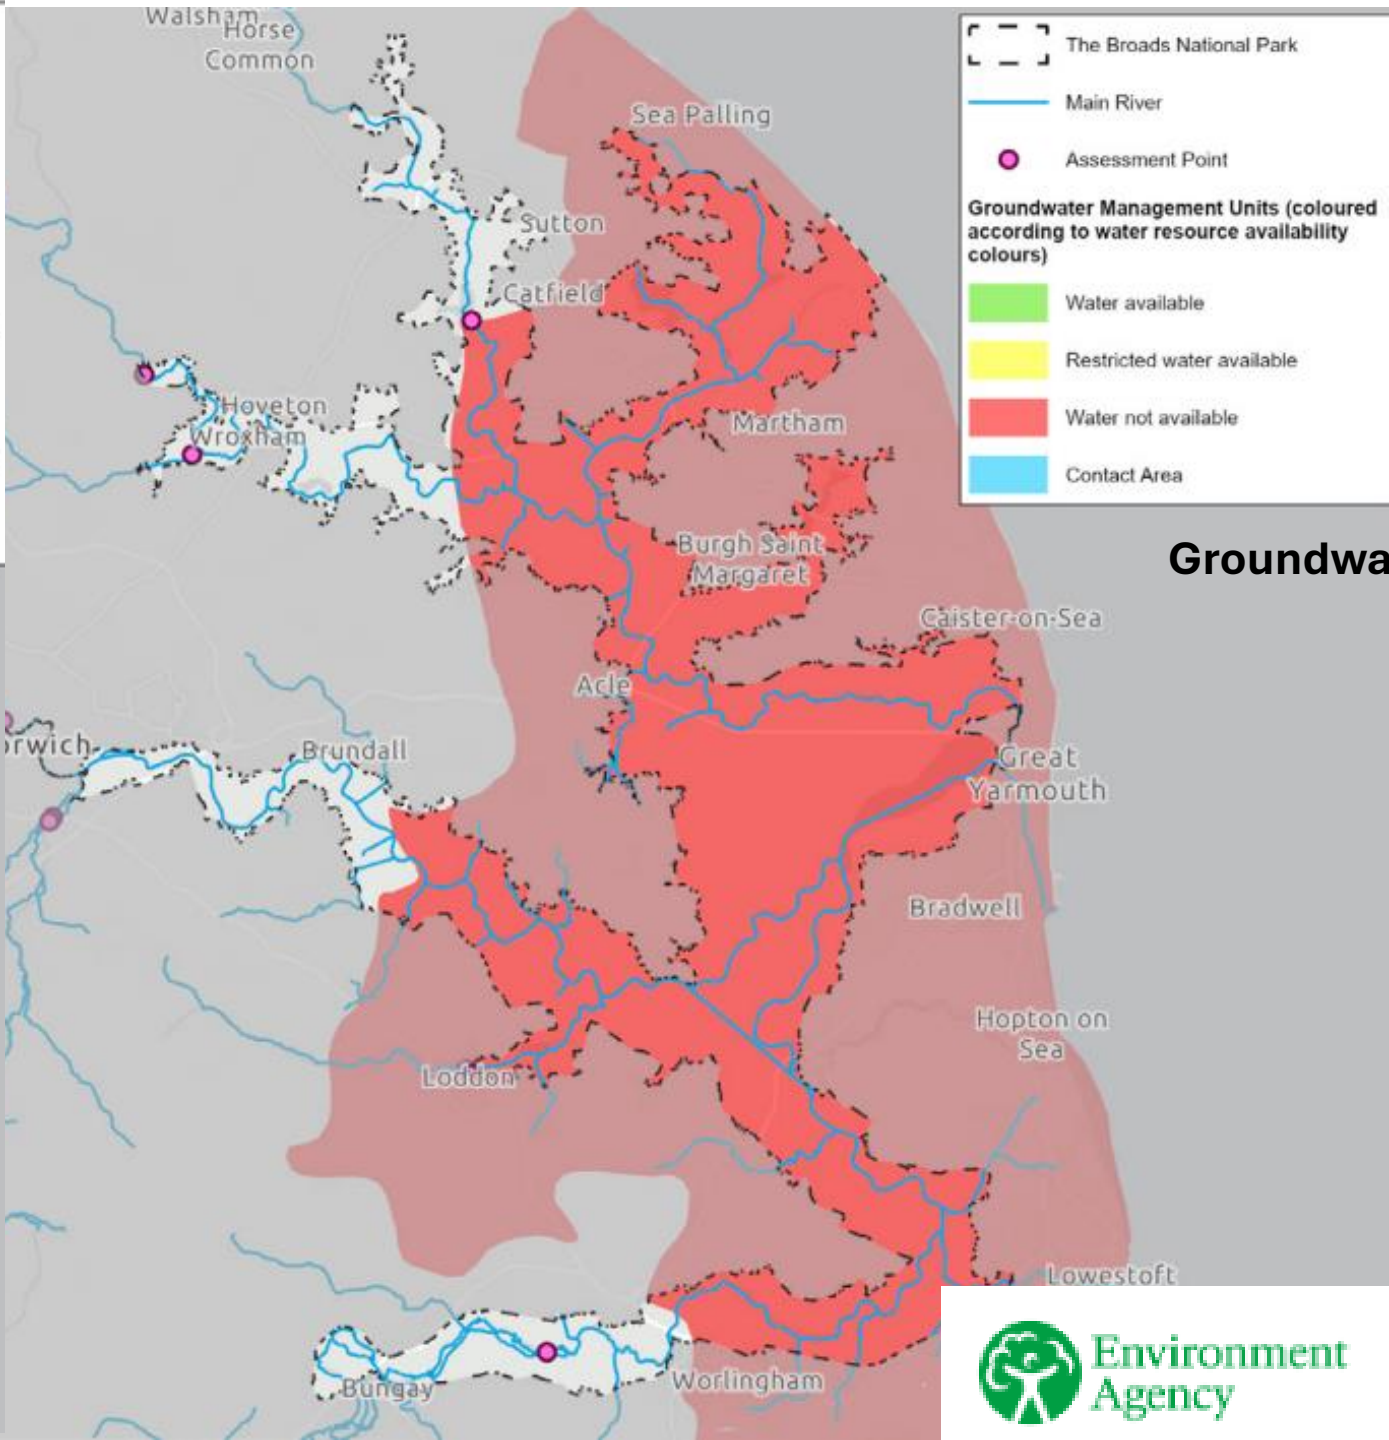 Walsham
Horse
Common
Sea Palling
Sutton
Catfield
Hoveton
Wroxham
Martham
Burgh Saint
Margaret
Caister-on-Sea
Acle
orwich
Brundall
Great
Yarmouth
Bradwell
Hopton on
Sea
Loddon
Lowestoft
Worlingham
Bungay
The Broads National Park
Main River
Assessment Point
Groundwater Management Units (coloured
according to water resource availability
colours)
Water available
Restricted water available
Water not available
Contact Area
Groundwa
Environment
Agency